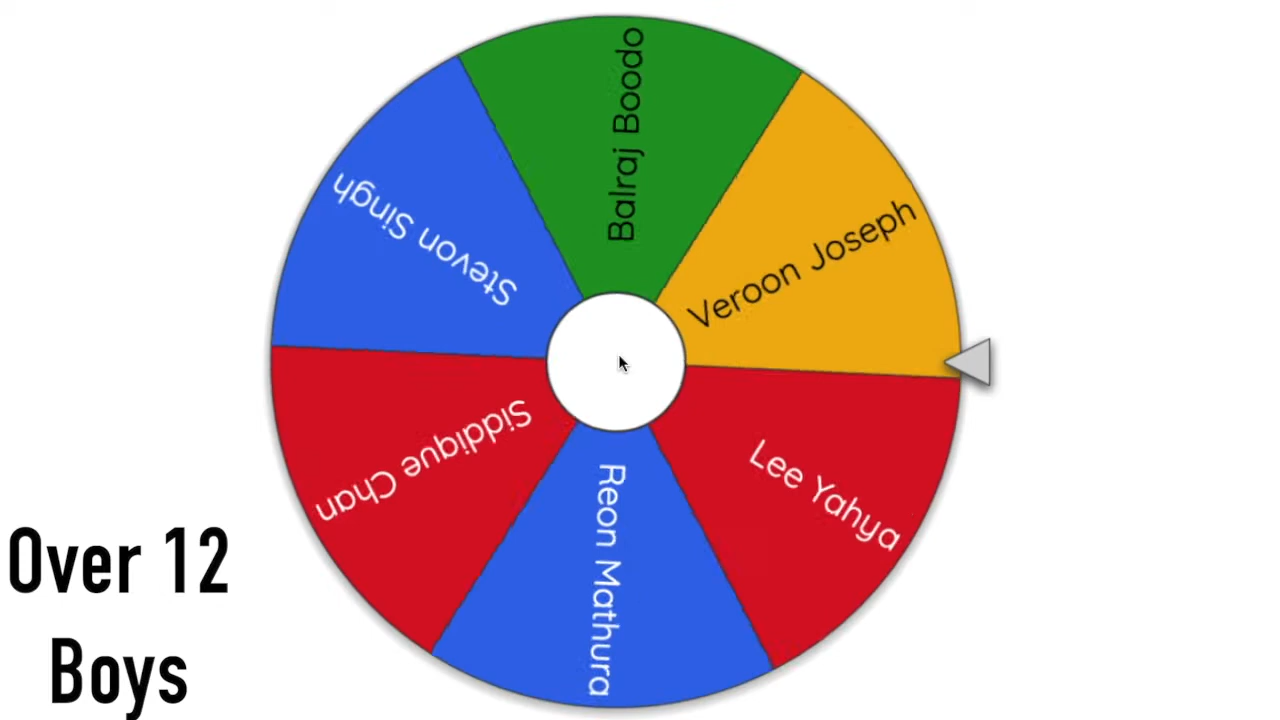 Balraj Boodo
Veroon Joseph
Lee Yahya
Reon Mathura
Siddique Chan
Stevon Singh
Over 12
Boys